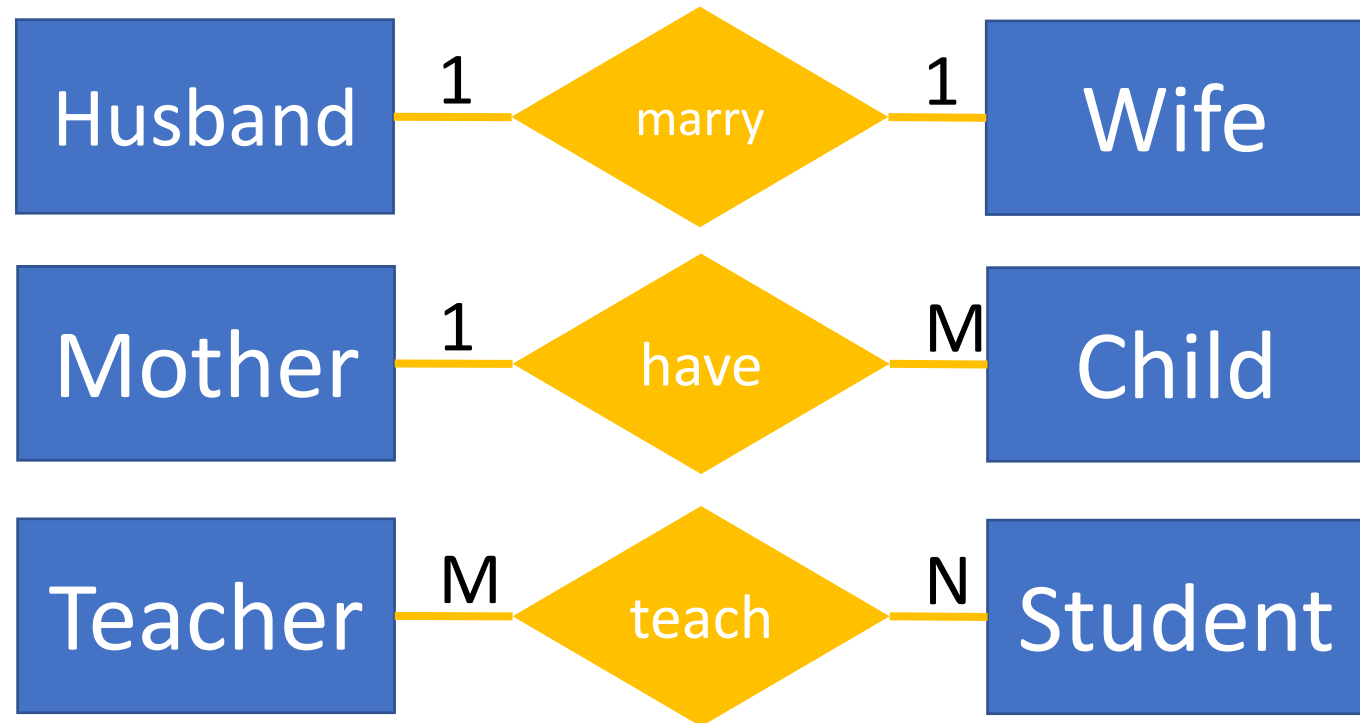 Husband 1 marry 1 Wife
Mother 1 have M Child
Teacher M teach N Student